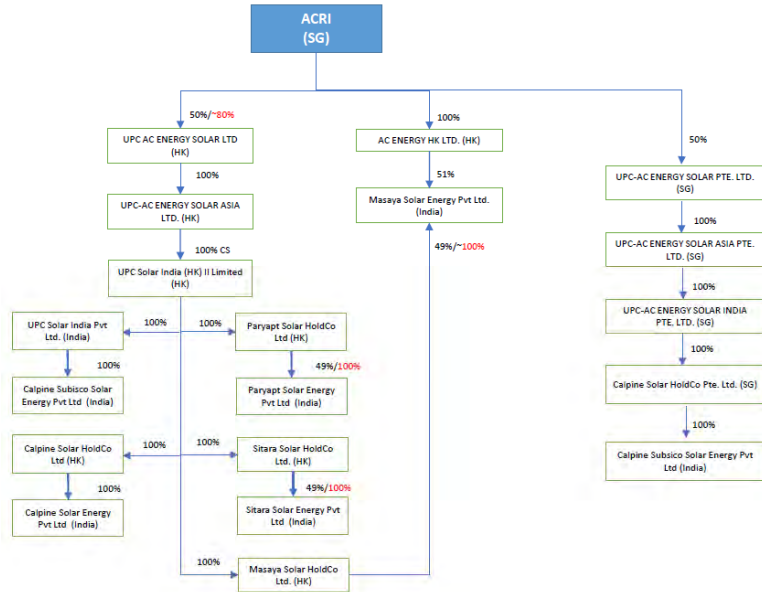 ACRI
(SG)
50%/~80%
100%
50%
UPC AC ENERGY SOLAR LTD
(HK)
AC ENERGY HK LTD. (HK)
100%
51%
UPC-AC ENERGY SOLAR PTE. LTD.
(SG)
UPC-AC ENERGY SOLAR ASIA
LTD. (HK)
Masaya Solar Energy Pvt Ltd.
(India)
100%
100% CS
49%/~100%
UPC-AC ENERGY SOLAR ASIA PTE.
LTD. (SG)
UPC Solar India (HK) II Limited
(HK)
100%
UPC-AC ENERGY SOLAR INDIA
PTE, LTD. (SG)
UPC Solar India Pvt
Ltd. (India)
100%
100%
Paryapt Solar HoldCo
Ltd (HK)
100%
100%
49%/100%
Calpine Solar HoldCo Pte. Ltd. (SG)
Calpine Subisco Solar
Energy Pvt Ltd (India)
Paryapt Solar Energy
Pvt Ltd (India)
100%
Calpine Solar HoldCo
Ltd (HK)
100%
100%
Sitara Solar HoldCo
Ltd. (HK)
Calpine Subsico Solar Energy Pvt
Ltd (India)
100%
49%/100%
Calpine Solar Energy
Pvt Ltd (India)
Sitara Solar Energy Pvt
Ltd (India)
100%
Masaya Solar HoldCo
Ltd. (HK)